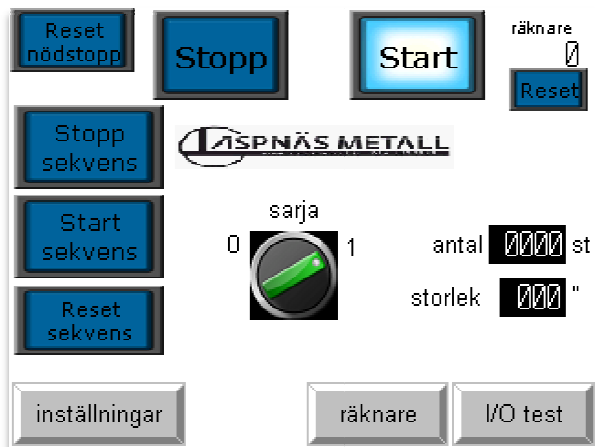 Reset
nödstopp
Stopp
Start
räknare
0
Reset
Stopp
sekvens
ASPNÄS METALL
Start
sekvens
sarja
0 1
antal 0000 st
storlek 000 "
Reset
sekvens
inställningar
räknare
I/O test